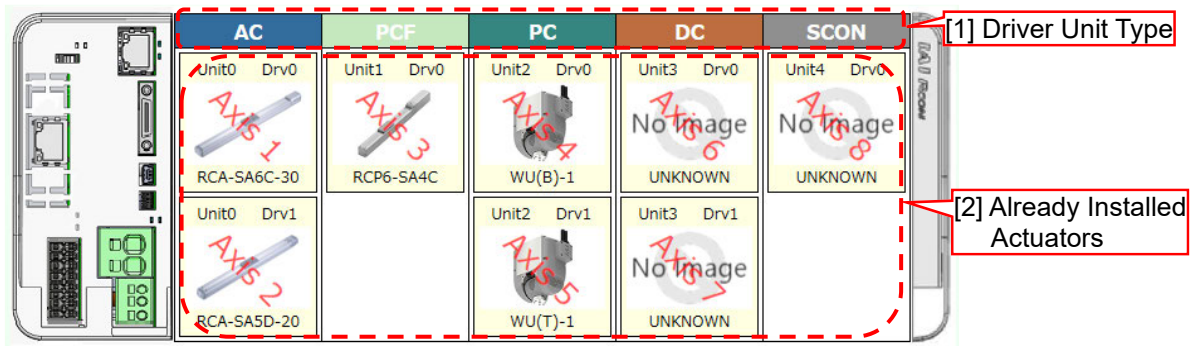 AC
PCF
PC
DC
SCON
[1] Driver Unit Type
Unit0 Drv0
Axis 1
RCA-SA6C-30
Unit1 Drv0
Axis 3
RCP6-SA4C
Unit2 Drv0
Axis 4
WU(B)-1
Unit3 Drv0
No Image
Axis 6
UNKNOWN
Unit4 Drv0
No Image
Axis 8
UNKNOWN
IAI RCON
[2] Already Installed
Actuators
Unit0 Drv1
Axis 2
RCA-SA5D-20
Unit2 Drv1
Axis 5
WU(T)-1
Unit3 Drv1
No Image
Axis 7
UNKNOWN